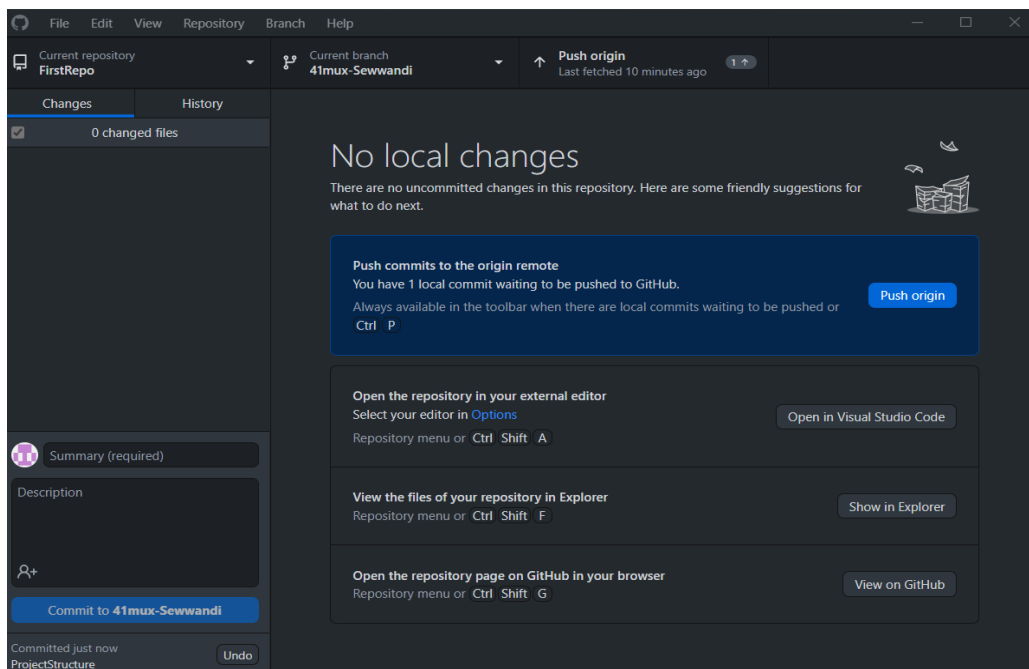 File Edit View Repository Branch Help
Current repository
FirstRepo
Current branch
41mux-Sewwandi
Push origin
Last fetched 10 minutes ago
1
Changes History
0 changed files
No local changes
There are no uncommitted changes in this repository. Here are some friendly suggestions for
what to do next.
Push commits to the origin remote
You have 1 local commit waiting to be pushed to GitHub.
Always available in the toolbar when there are local commits waiting to be pushed or
Ctrl P
Push origin
Open the repository in your external editor
Select your editor in Options
Repository menu or Ctrl Shift A
Open in Visual Studio Code
View the files of your repository in Explorer
Repository menu or Ctrl Shift F
Show in Explorer
Open the repository page on GitHub in your browser
Repository menu or Ctrl Shift G
View on GitHub
Summary (required)
Description
Commit to 41mux-Sewwandi
Committed just now
ProjectStructure
Undo